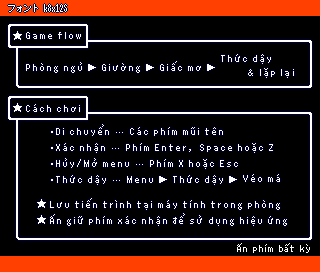 フォント k8x12S
★Game flow
Phòng ngủ ▶ Giường ▶ Giấc mơ ▶ Thức dậy & lặp lại
★Cách chơi
・Di chuyển … Các phím mũi tên
・Xác nhận … Phím Enter, Space hoặc Z
・Hủy/Mở menu … Phím X hoặc Esc
・Thức dậy … Menu ▶ Thức dậy ▶ Véo má
★Lưu tiến trình tại máy tính trong phòng
★Ấn giữ phím xác nhận để sử dụng hiệu ứng
Ấn phím bất kỳ